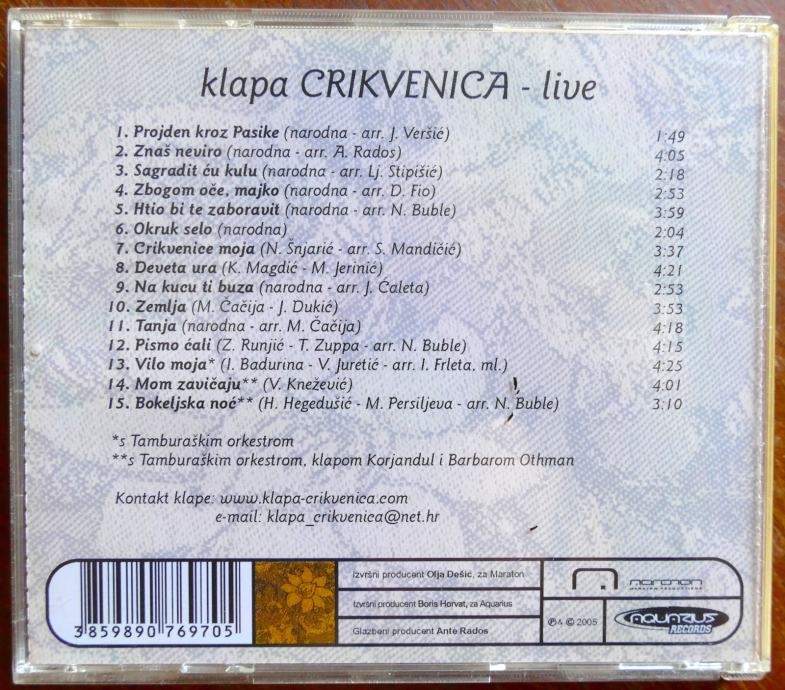 klapa CRIKVENICA - live
1. Projden kroz Pasike (narodna - arr. J. Veršić) 1:49
2. Znaš neviro (narodna - arr. A. Rados) 4:05
3. Sagradit ću kulu (narodna - arr. Lj. Stipišić) 2:18
4. Zbogom oče, majko (narodna - arr. D. Fio) 2:53
5. Htio bi te zaboravit (narodna - arr. N. Buble) 3:59
6. Okruk selo (narodna) 2:04
7. Crikvenice moja (N. Šnjarić - arr. S. Mandičić) 3:37
8. Deveta ura (K. Magdić - M. Jerinić) 4:21
9. Na kucu ti buza (narodna - arr. J. Ćaleta) 2:53
10. Zemlja (M. Čačija - J. Dukić) 3:53
11. Tanja (narodna - arr. M. Čačija) 4:18
12. Pismo ćali (Z. Runjić - T. Zuppa - arr. N. Buble) 4:15
13. Vilo moja* (I. Badurina - V. Juretić - arr. I. Frleta, ml.) 4:25
14. Mom zavičaju** (V. Knežević) 4:01
15. Bokeljska noć** (H. Hegedušić - M. Persiljeva - arr. N. Buble) 3:10
*s Tamburaškim orkestrom
**s Tamburaškim orkestrom, klapom Korjandul i Barbarom Othman
Kontakt klape: www.klapa-crikvenica.com
e-mail: klapa_crikvenica@net.hr
3 859890 769705
izvršni producent Olja Dešić, za Maraton
Izvršni producent Boris Horvat, za Aquarius
Glazbeni producent Ante Rados
℗& © 2005
maraton
AQUARIUS
RECORDS